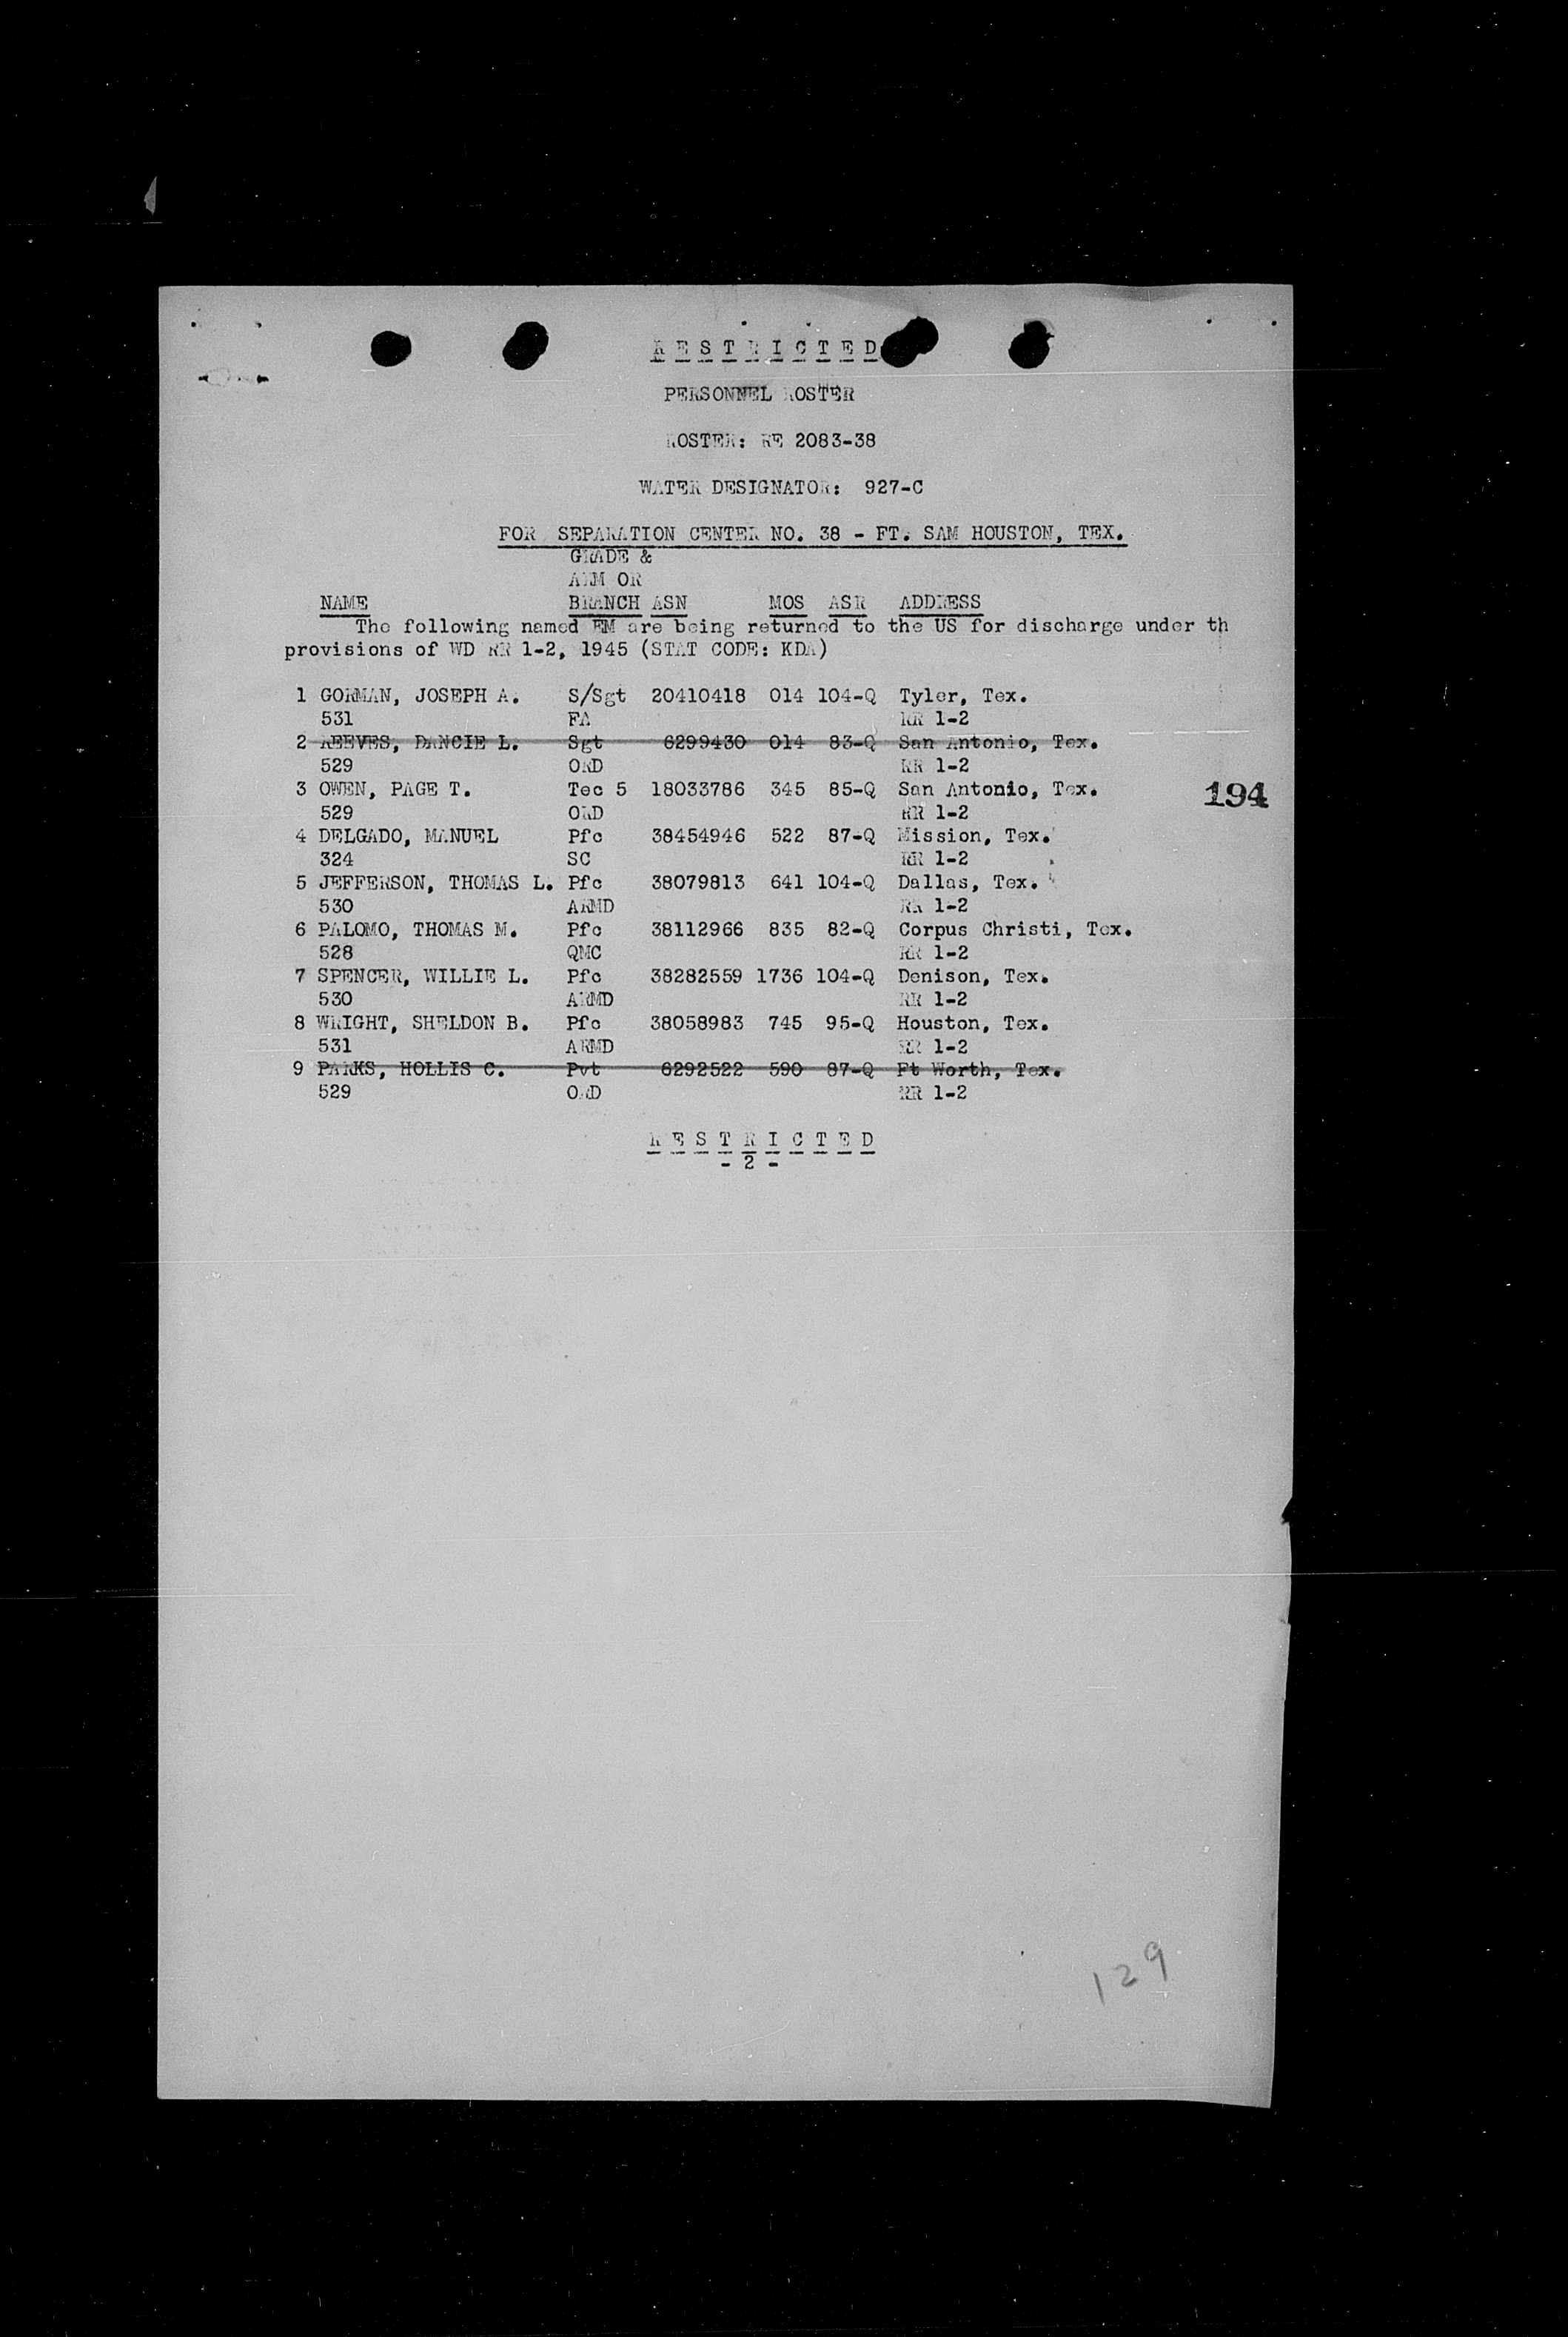 R E S T R I C T E D
PERSONNEL ROSTER
ROSTER: RE 2083-38
WATER DESIGNATOR: 927-C
FOR SEPARATION CENTER NO. 38 - FT. SAM HOUSTON, TEX.
GRADE &
ARM OR
NAME BRANCH ASN MOS ASR ADDRESS
The following named EM are being returned to the US for discharge under th
provisions of WD RR 1-2, 1945 (STAT CODE: KDA)
1 GORMAN, JOSEPH A. S/Sgt 20410418 014 104-Q Tyler, Tex.
531 FA RR 1-2
2 REEVES, DANCIE L. Sgt 6299430 014 83-Q San Antonio, Tex.
529 ORD RR 1-2
3 OWEN, PAGE T. Tec 5 18033786 345 85-Q San Antonio, Tex.
194
529 ORD RR 1-2
4 DELGADO, MANUEL Pfc 38454946 522 87-Q Mission, Tex.
324 SC RR 1-2
5 JEFFERSON, THOMAS L. Pfc 38079813 641 104-Q Dallas, Tex.
530 ARMD RR 1-2
6 PALOMO, THOMAS M. Pfc 38112966 835 82-Q Corpus Christi, Tex.
528 QMC RR 1-2
7 SPENCER, WILLIE L. Pfc 38282559 1736 104-Q Denison, Tex.
530 ARMD RR 1-2
8 WRIGHT, SHELDON B. Pfc 38058983 745 95-Q Houston, Tex.
531 ARMD RR 1-2
9 PARKS, HOLLIS C. Pvt 6292522 590 87-Q Ft Worth, Tex.
529 ORD RR 1-2
R E S T R I C T E D
- 2 -
129